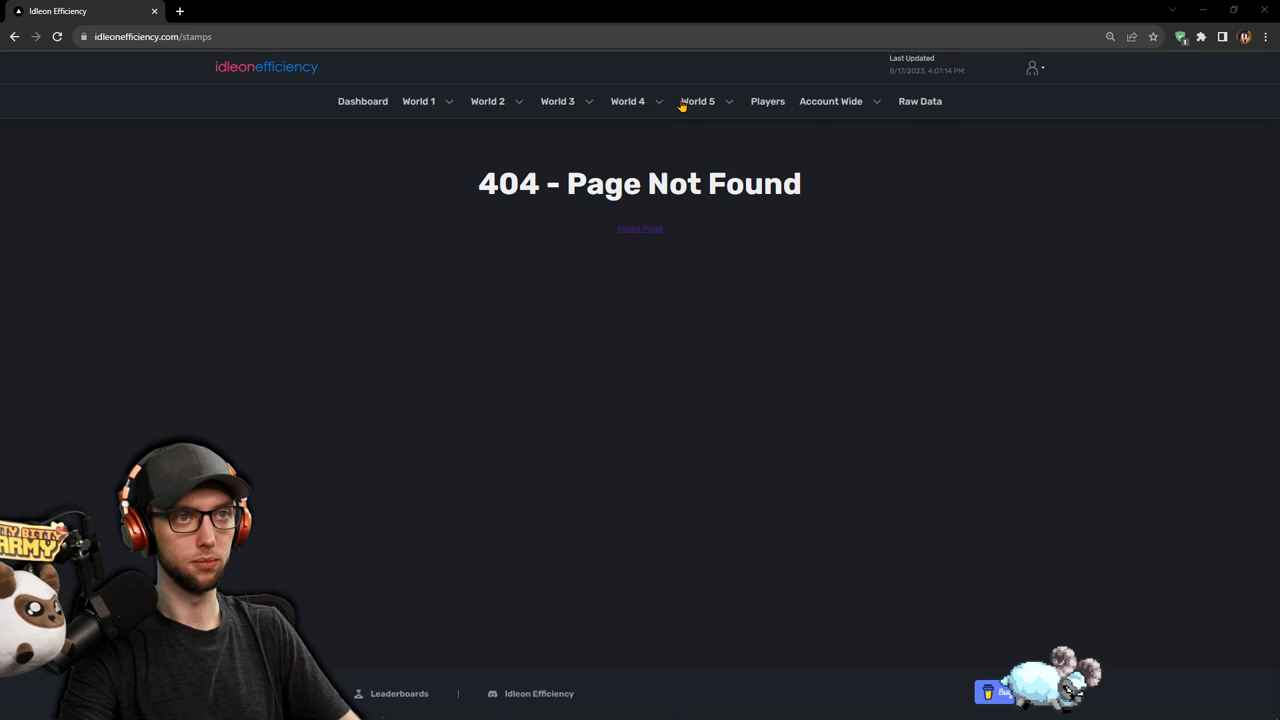 Idleon Efficiency
idleonefficiency.com/stamps
idleonefficiency
Last Updated
8/17/2023, 4:07:14 PM
Dashboard World 1 World 2 World 3 World 4 World 5 Players Account Wide Raw Data
404 - Page Not Found
Home Page
ARMY
Leaderboards | Idleon Efficiency